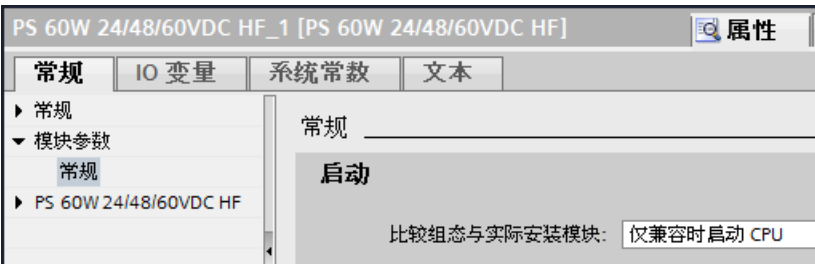 PS 60W 24/48/60VDC HF_1 [PS 60W 24/48/60VDC HF]
属性
常规 IO 变量 系统常数 文本
常规
模块参数
常规
PS 60W 24/48/60VDC HF
常规
启动
比较组态与实际安装模块: 仅兼容时启动 CPU